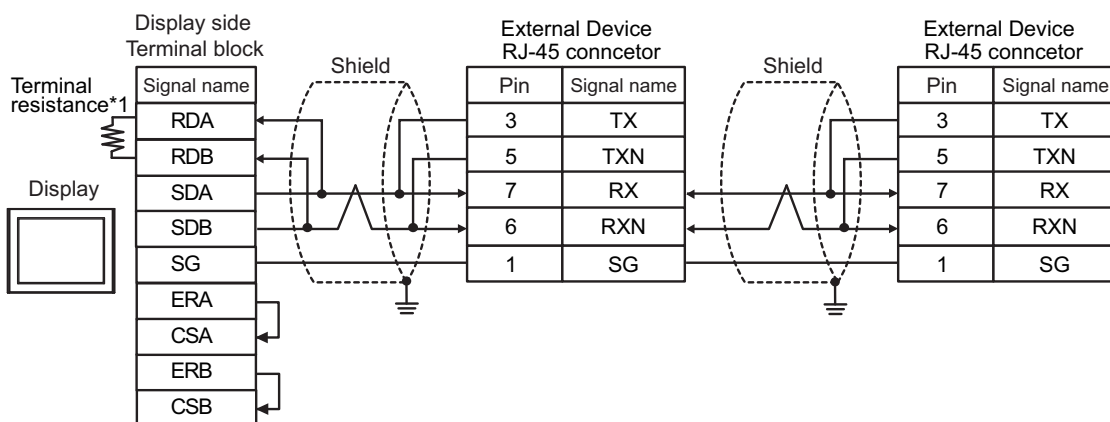 Display side
Terminal block
External Device
RJ-45 conncetor
External Device
RJ-45 conncetor
Shield
Shield
Terminal
resistance*1
Signal name
Pin
Signal name
Pin
Signal name
RDA
3
TX
3
TX
RDB
5
TXN
5
TXN
Display
SDA
7
RX
7
RX
SDB
6
RXN
6
RXN
SG
1
SG
1
SG
ERA
CSA
ERB
CSB